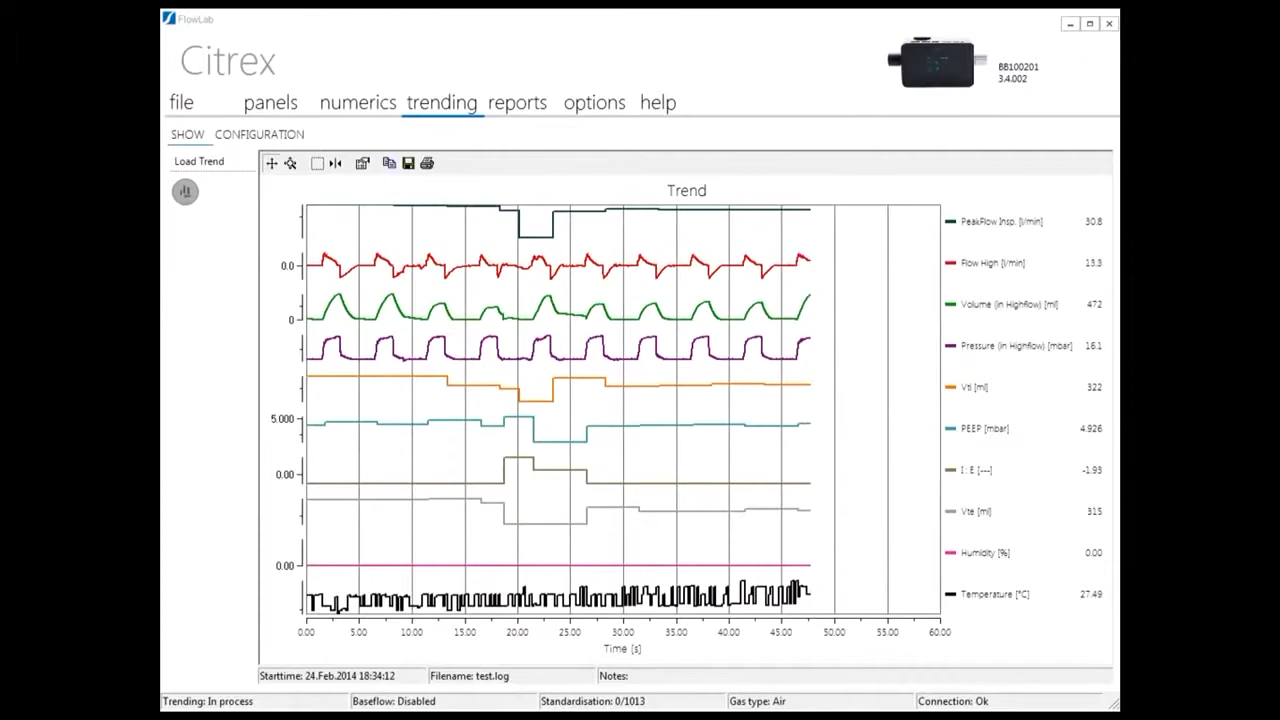 FlowLab
Citrex
BB100201
3.4.002
file panels numerics trending reports options help
SHOW CONFIGURATION
Load Trend
Trend
PeakFlow Insp. [l/min] 30.8
0.0 Flow High [l/min] 13.3
Volume (in Highflow) [ml] 472
0
Pressure (in Highflow) [mbar] 16.1
Vti [ml] 322
5.000 PEEP [mbar] 4.926
0.00 I : E [---] -1.93
Vte [ml] 315
Humidity [%] 0.00
0.00
Temperature [°C] 27.49
0.00 5.00 10.00 15.00 20.00 25.00 30.00 35.00 40.00 45.00 50.00 55.00 60.00
Time [s]
Starttime: 24.Feb.2014 18:34:12 Filename: test.log Notes:
Trending: In process Baseflow: Disabled Standardisation: 0/1013 Gas type: Air Connection: Ok